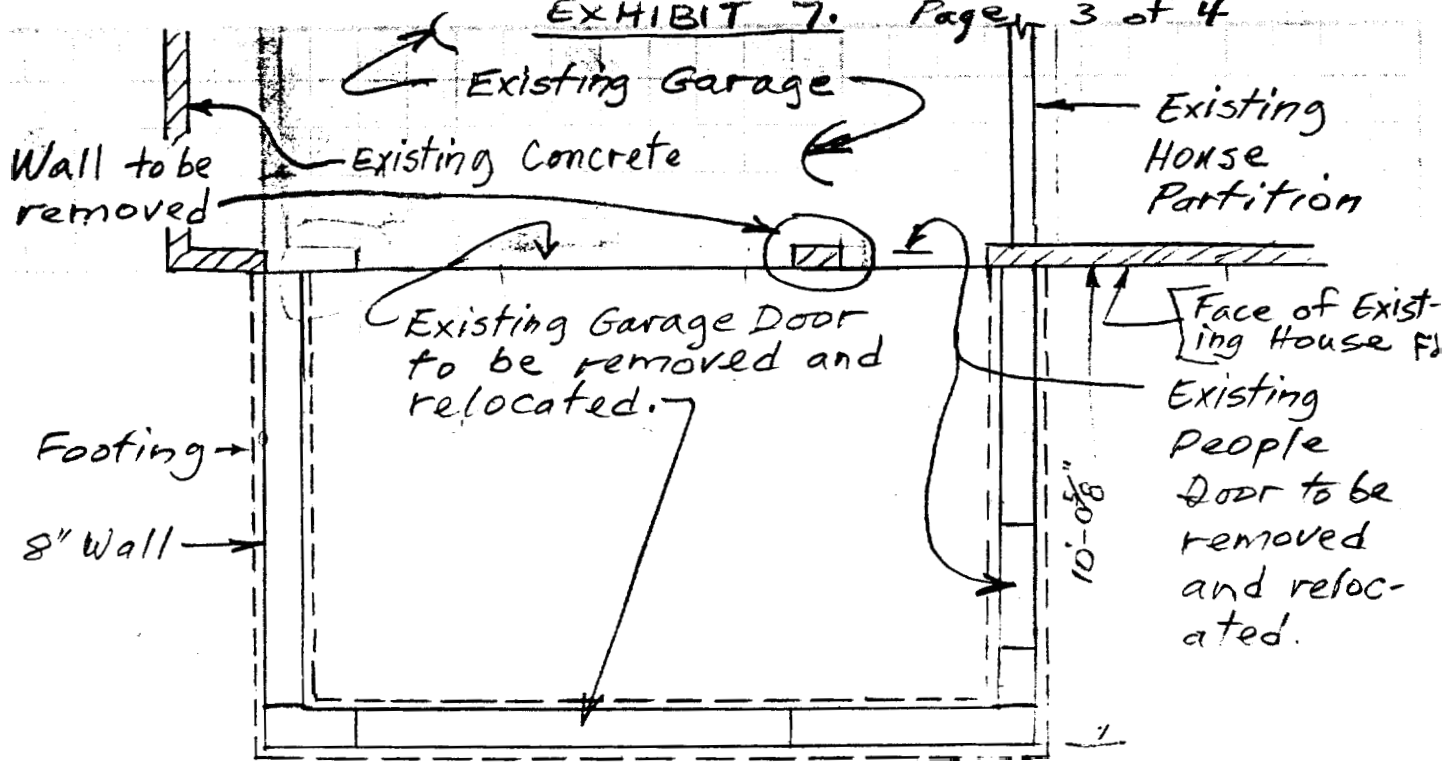 EXHIBIT 7. Page 3 of 4
Existing Garage
Existing
House
Partition
Existing Concrete
Wall to be
removed
Existing Garage Door
to be removed and
relocated.
Face of Exist-
ing House
Existing
People
Door to be
removed
and reloc-
ated.
Footing
8" Wall
10'-0 5/8"